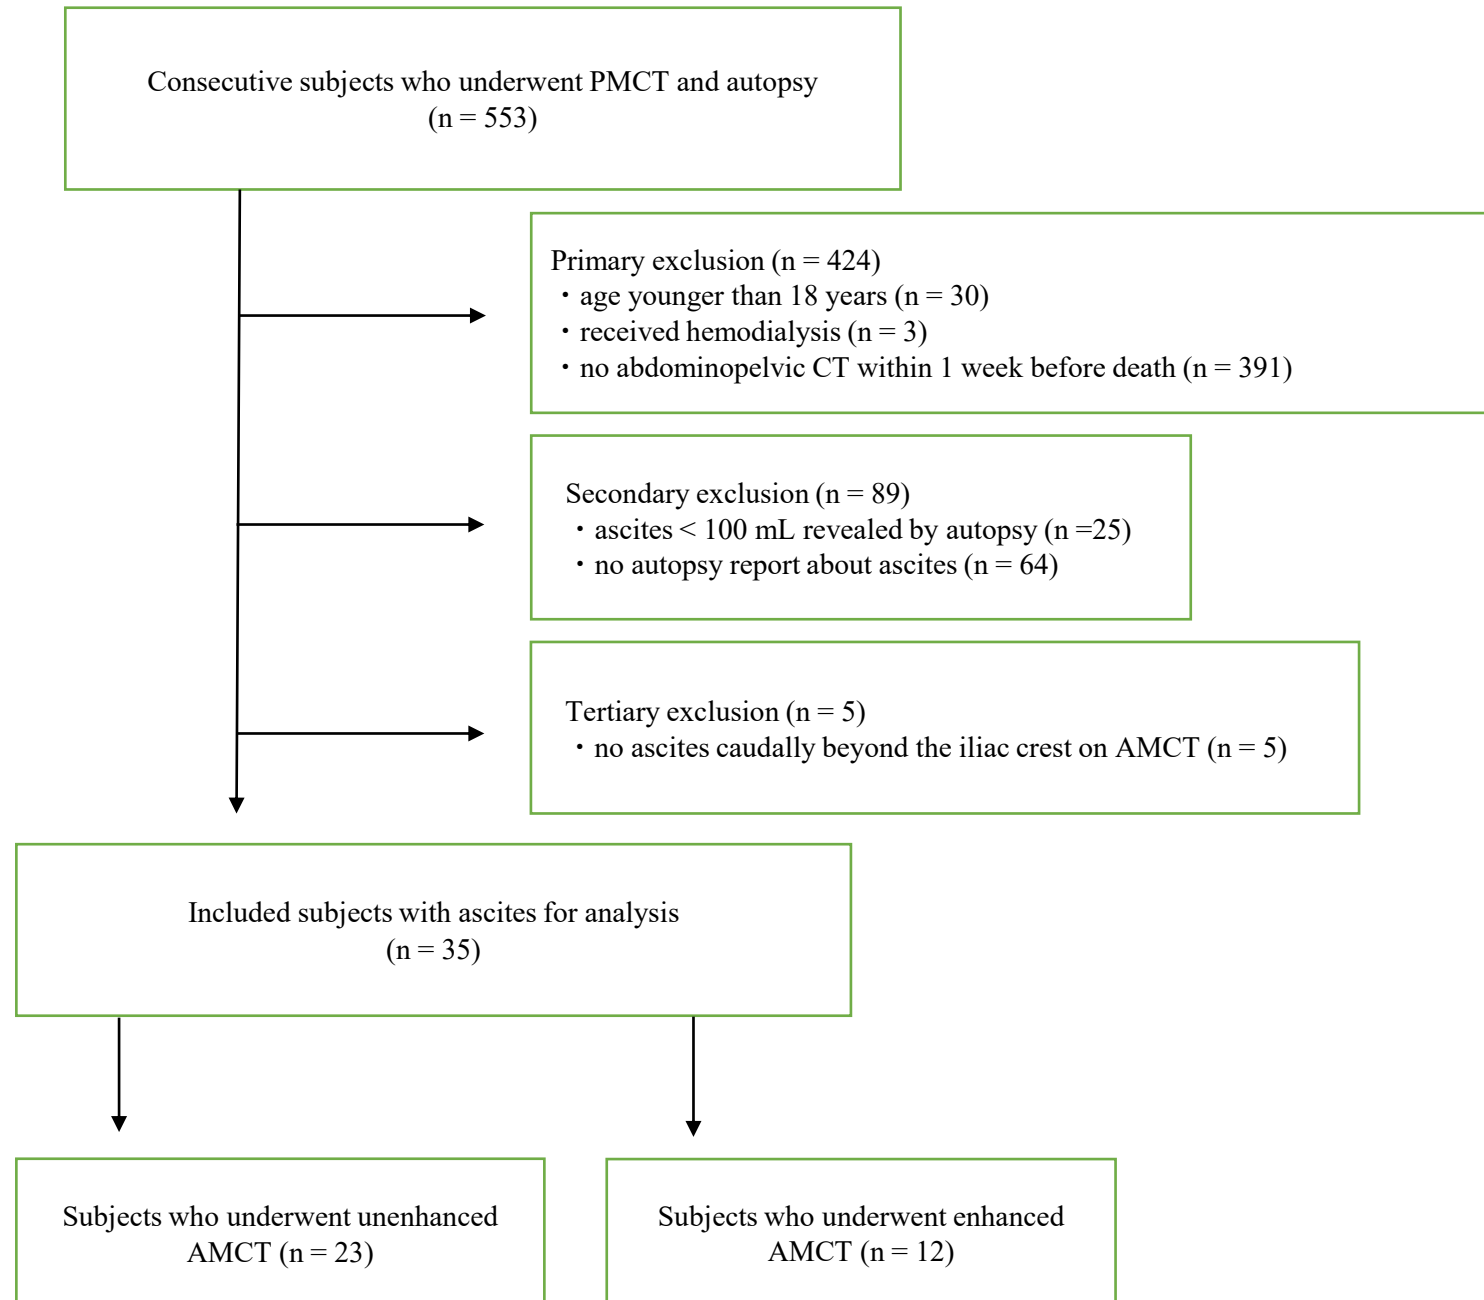 Consecutive subjects who underwent PMCT and autopsy
(n = 553)
Primary exclusion (n = 424)
・age younger than 18 years (n = 30)
・received hemodialysis (n = 3)
・no abdominopelvic CT within 1 week before death (n = 391)
Secondary exclusion (n = 89)
・ascites < 100 mL revealed by autopsy (n =25)
・no autopsy report about ascites (n = 64)
Tertiary exclusion (n = 5)
・no ascites caudally beyond the iliac crest on AMCT (n = 5)
Included subjects with ascites for analysis
(n = 35)
Subjects who underwent unenhanced
AMCT (n = 23)
Subjects who underwent enhanced
AMCT (n = 12)